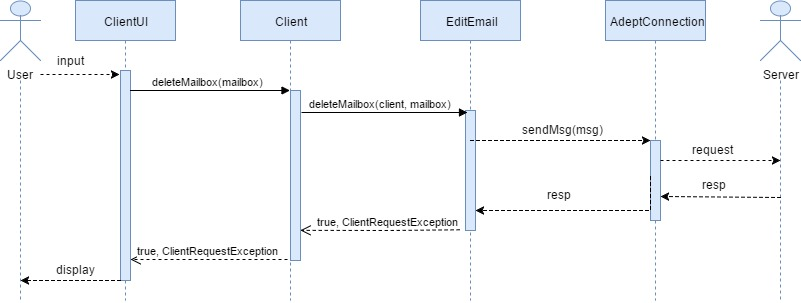 ClientUI
Client
EditEmail
AdeptConnection
User
Server
input
deleteMailbox(mailbox)
deleteMailbox(client, mailbox)
sendMsg(msg)
request
resp
resp
true, ClientRequestException
true, ClientRequestException
display